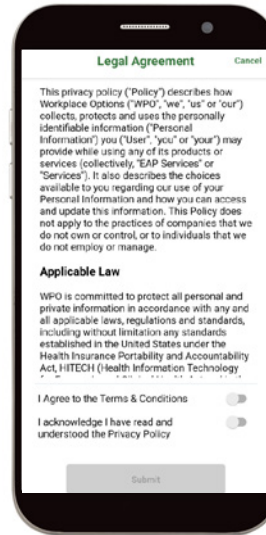 Legal Agreement
Cancel
This privacy policy ("Policy") describes how
Workplace Options ("WPO", "we", "us" or "our")
collects, protects and uses the personally
identifiable information ("Personal
Information") you ("User", "you" or "your") may
provide while using any of its products or
services (collectively, "EAP Services" or
"Services"). It also describes the choices
available to you regarding our use of your
Personal Information and how you can access
and update this information. This Policy does
not apply to the practices of companies that we
do not own or control, or to individuals that we
do not employ or manage.
Applicable Law
WPO is committed to protect all personal and
private information in accordance with any and
all applicable laws, regulations and standards,
including without limitation any standards
established in the United States under the
Health Insurance Portability and Accountability
Act, HITECH (Health Information Technology
I Agree to the Terms & Conditions
I acknowledge I have read and
understood the Privacy Policy
Submit